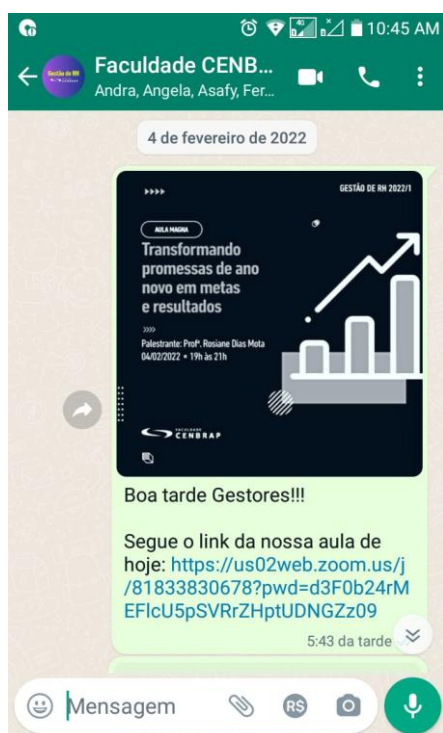 10:45 AM
Faculdade CENB...
Andra, Angela, Asafy, Fer...
4 de fevereiro de 2022
GESTÃO DE RH 2022/1
AULA MAGNA
Transformando
promessas de ano
novo em metas
e resultados
Palestrante: Profª. Rosiane Dias Mota
04/02/2022 • 19h às 21h
FACULDADE
CENBRAP
Boa tarde Gestores!!!
Segue o link da nossa aula de
hoje: https://us02web.zoom.us/j
/81833830678?pwd=d3F0b24rM
EFlcU5pSVRrZHptUDNGZz09
5:43 da tarde
Mensagem
R$